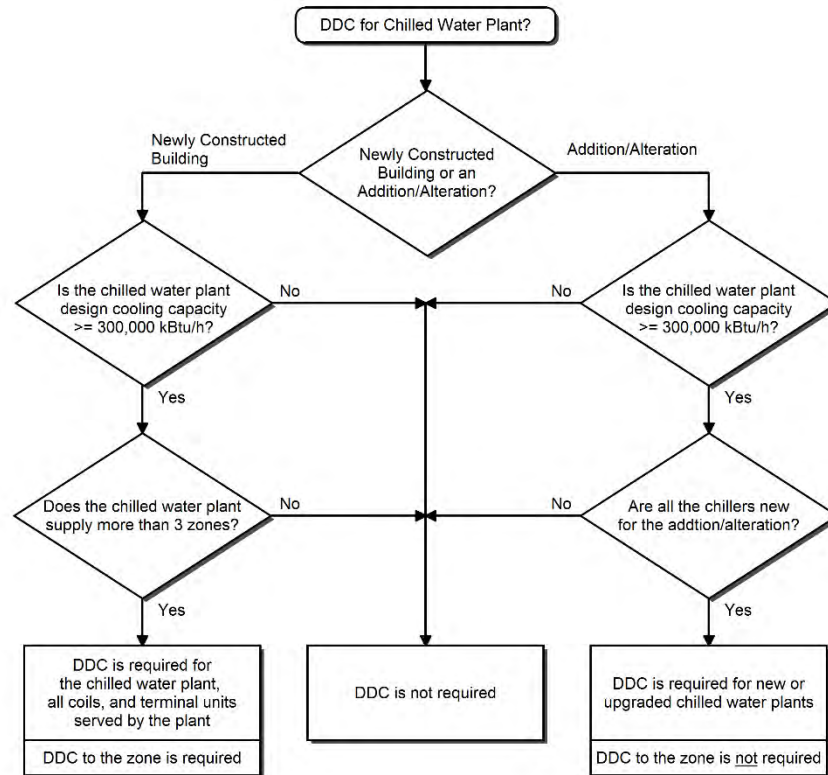 DDC for Chilled Water Plant?
Newly Constructed
Building
Newly Constructed
Building or an
Addition/Alteration?
Addition/Alteration
Is the chilled water plant
design cooling capacity
>= 300,000 kBtu/h?
No
No
Is the chilled water plant
design cooling capacity
>= 300,000 kBtu/h?
Yes
Yes
Does the chilled water plant
supply more than 3 zones?
No
No
Are all the chillers new
for the addtion/alteration?
Yes
Yes
DDC is required for
the chilled water plant,
all coils, and terminal units
served by the plant
DDC to the zone is required
DDC is not required
DDC is required for new or
upgraded chilled water plants
DDC to the zone is not required